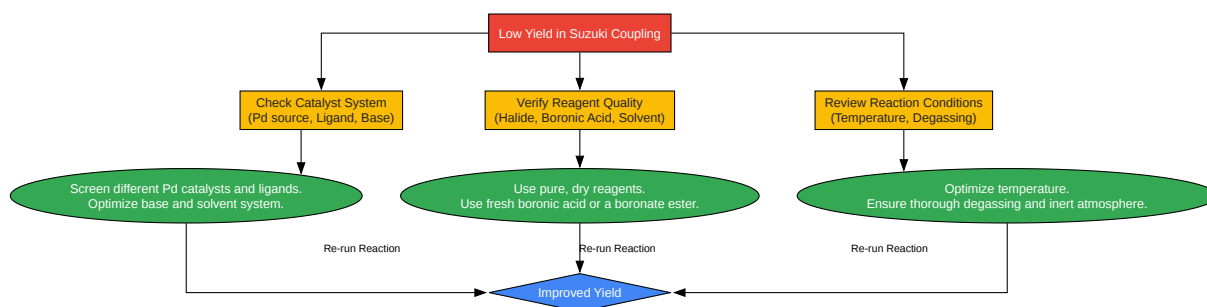 Low Yield in Suzuki Coupling
Check Catalyst System
(Pd source, Ligand, Base)
Verify Reagent Quality
(Halide, Boronic Acid, Solvent)
Review Reaction Conditions
(Temperature, Degassing)
Screen different Pd catalysts and ligands.
Optimize base and solvent system.
Use pure, dry reagents.
Use fresh boronic acid or a boronate ester.
Optimize temperature.
Ensure thorough degassing and inert atmosphere.
Re-run Reaction
Re-run Reaction
Re-run Reaction
Improved Yield